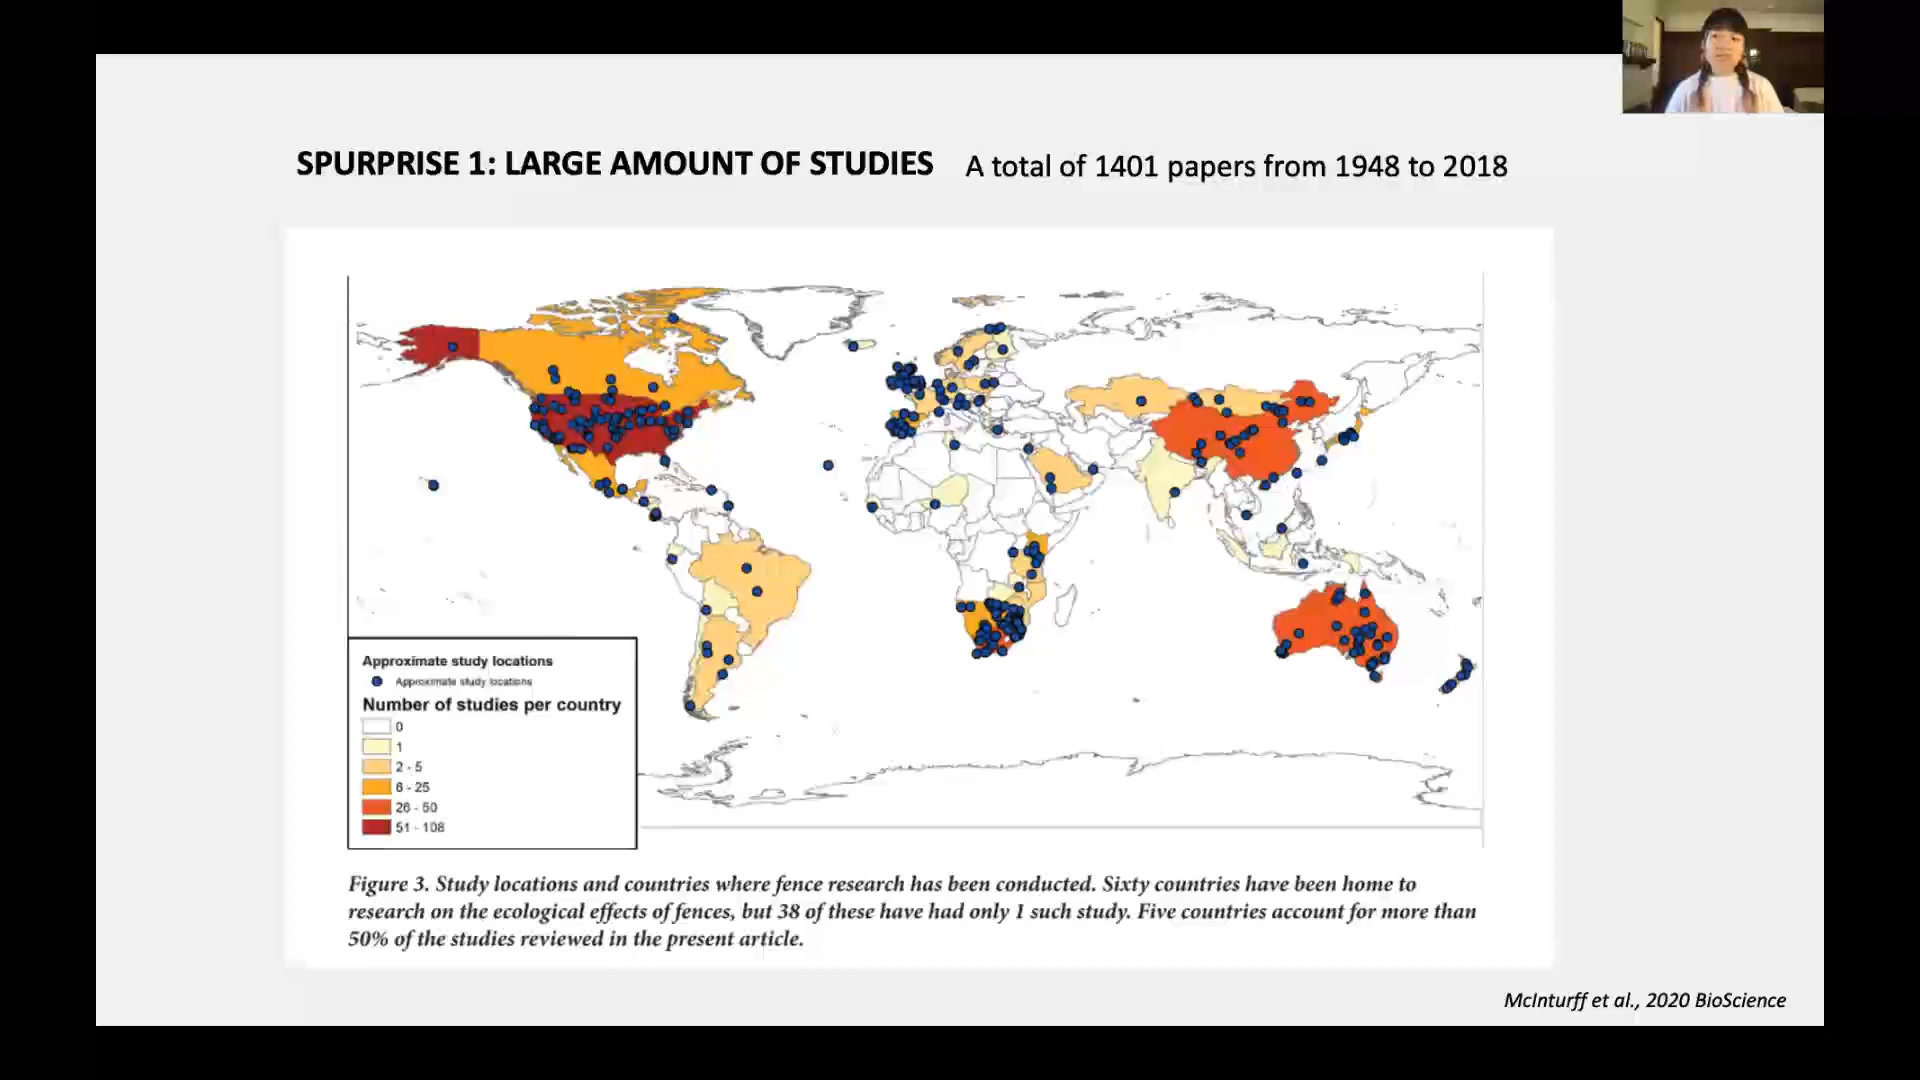 SPURPRISE 1: LARGE AMOUNT OF STUDIES A total of 1401 papers from 1948 to 2018
Approximate study locations
Approximate study locations
Number of studies per country
0
1
2 - 5
6 - 25
26 - 50
51 - 108
Figure 3. Study locations and countries where fence research has been conducted. Sixty countries have been home to
research on the ecological effects of fences, but 38 of these have had only 1 such study. Five countries account for more than
50% of the studies reviewed in the present article.
McInturff et al., 2020 BioScience